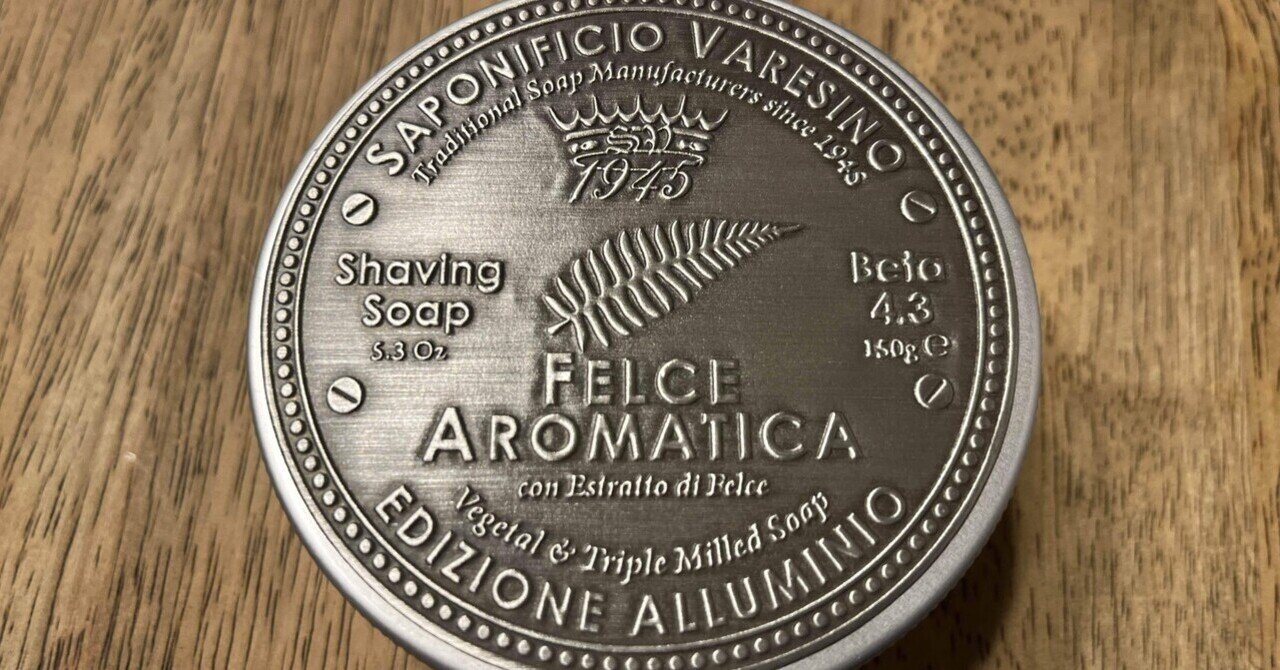 SAPONIFICIO VARESINO
Traditional Soap Manufacturers since 1945
SV
1945
Shaving
Soap
5.3 Oz
Beta
4.3
150g e
FELCE
AROMATICA
con Estratto di Felce
Vegetal & Triple Milled Soap
EDIZIONE ALLUMINIO